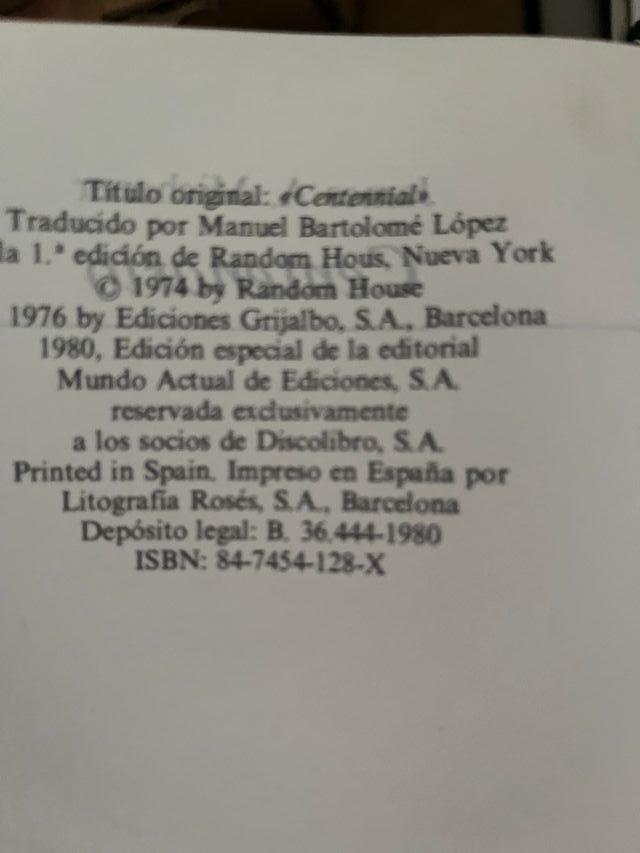 Título original: «Centennial»
Traducido por Manuel Bartolomé López
la 1.ª edición de Random Hous, Nueva York
© 1974 by Random House
1976 by Ediciones Grijalbo, S.A., Barcelona
1980, Edición especial de la editorial
Mundo Actual de Ediciones, S.A.
reservada exclusivamente
a los socios de Discolibro, S.A.
Printed in Spain. Impreso en España por
Litografía Rosés, S.A., Barcelona
Depósito legal: B. 36.444-1980
ISBN: 84-7454-128-X